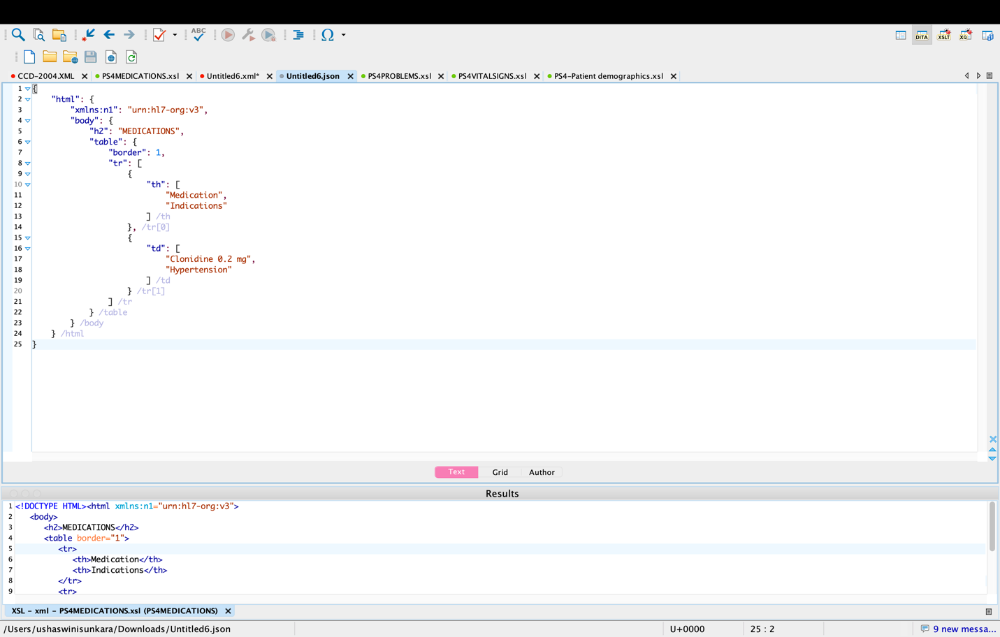 ABC
DITA
XSLT
XQ
CCD-2004.XML PS4MEDICATIONS.xsl Untitled6.xml* Untitled6.json PS4PROBLEMS.xsl PS4VITALSIGNS.xsl PS4-Patient demographics.xsl
1 {
2 "html": {
3 "xmlns:n1": "urn:hl7-org:v3",
4 "body": {
5 "h2": "MEDICATIONS",
6 "table": {
7 "border": 1,
8 "tr": [
9 {
10 "th": [
11 "Medication",
12 "Indications"
13 ] /th
14 }, /tr[0]
15 {
16 "td": [
17 "Clonidine 0.2 mg",
18 "Hypertension"
19 ] /td
20 } /tr[1]
21 ] /tr
22 } /table
23 } /body
24 } /html
25 }
Text Grid Author
Results
1 <!DOCTYPE HTML><html xmlns:n1="urn:hl7-org:v3">
2 <body>
3 <h2>MEDICATIONS</h2>
4 <table border="1">
5 <tr>
6 <th>Medication</th>
7 <th>Indications</th>
8 </tr>
9 <tr>
XSL - xml - PS4MEDICATIONS.xsl (PS4MEDICATIONS)
/Users/ushaswinisunkara/Downloads/Untitled6.json U+0000 25 : 2 9 new messa...